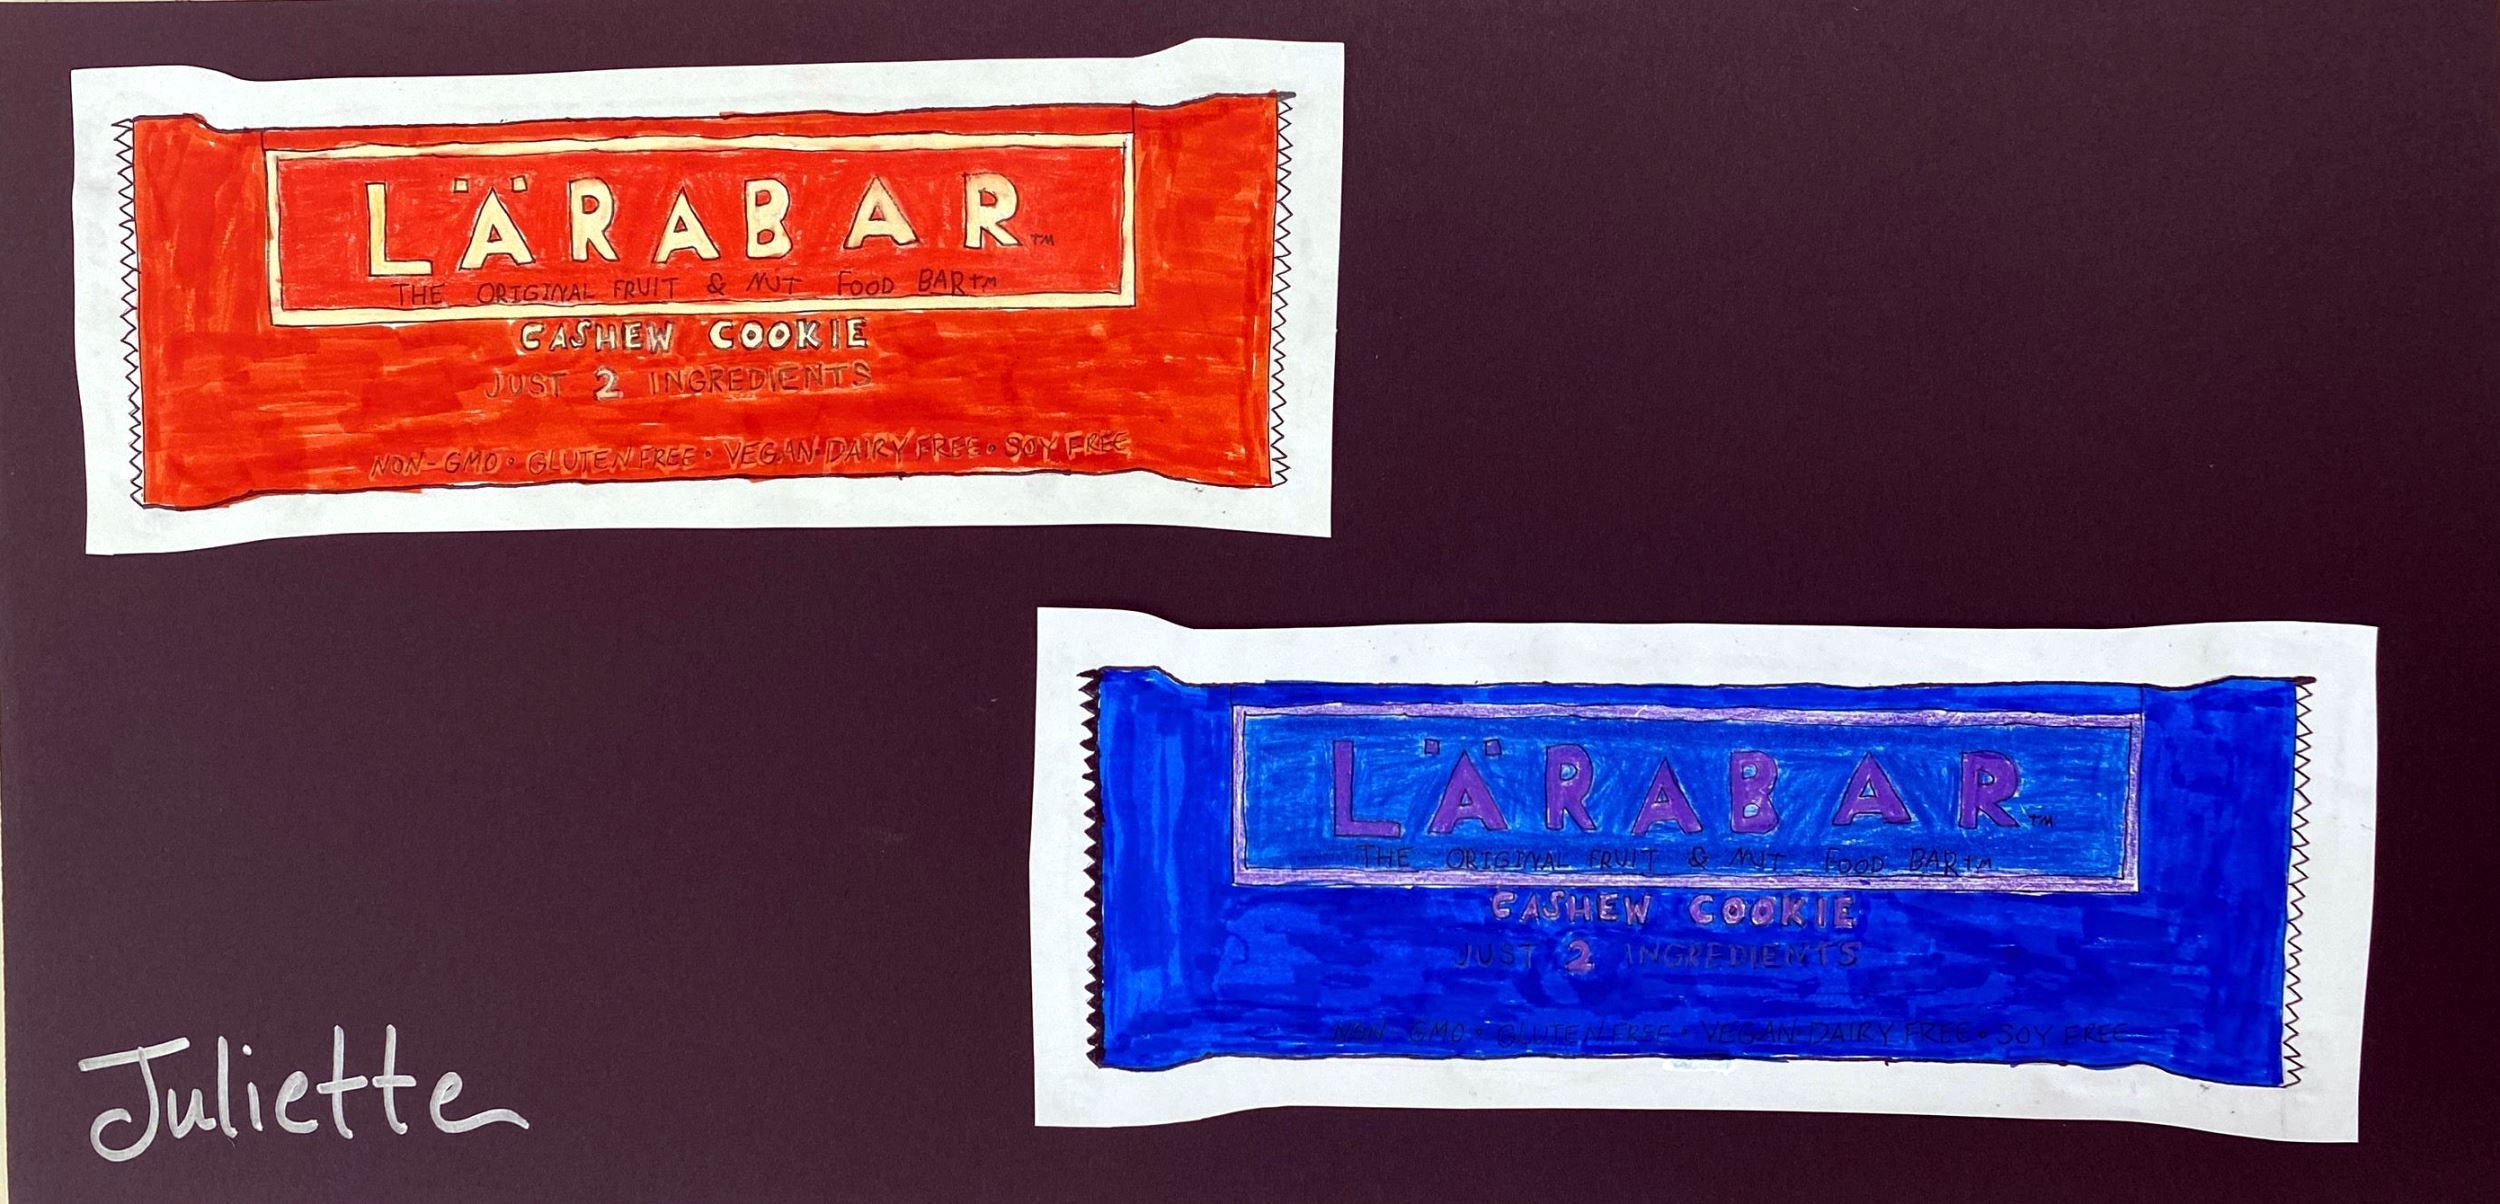 LÄRABAR™
THE ORIGINAL FRUIT & NUT FOOD BAR™
CASHEW COOKIE
JUST 2 INGREDIENTS
NON-GMO • GLUTEN FREE • VEGAN • DAIRY FREE • SOY FREE
LÄRABAR™
THE ORIGINAL FRUIT & NUT FOOD BAR™
CASHEW COOKIE
JUST 2 INGREDIENTS
NON-GMO • GLUTEN FREE • VEGAN • DAIRY FREE • SOY FREE
Juliette